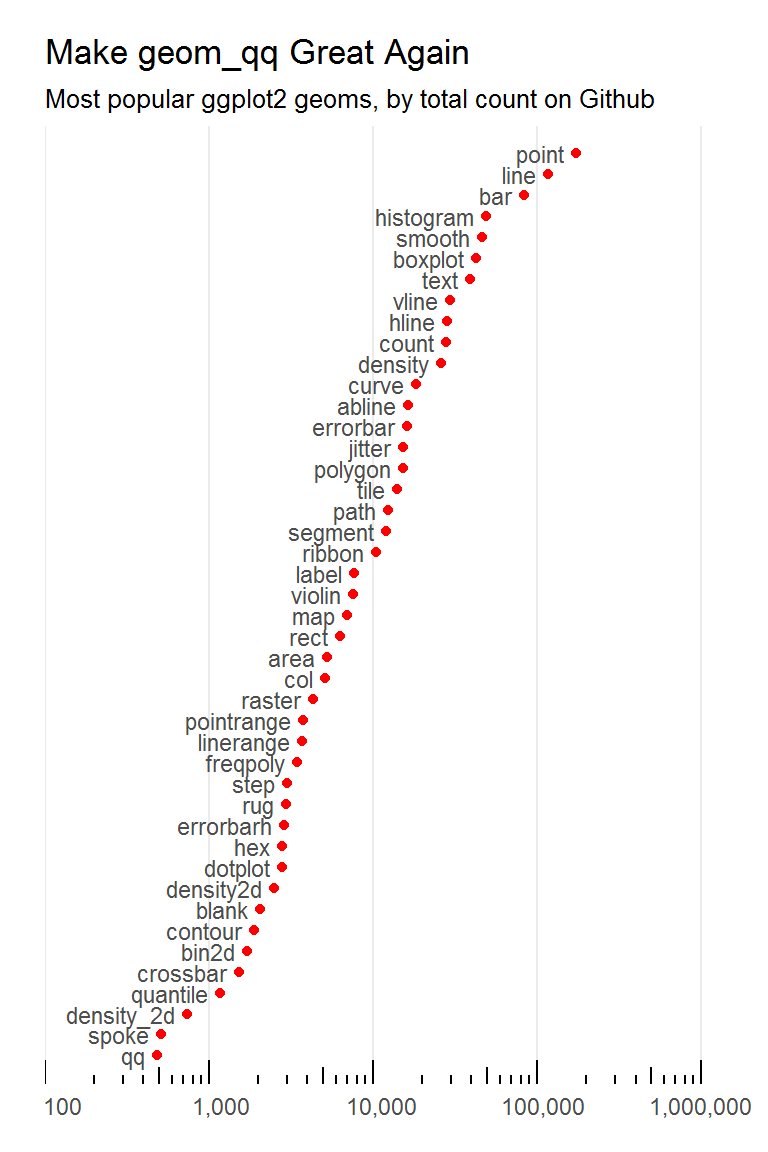 Make geom_qq Great Again
Most popular ggplot2 geoms, by total count on Github
point
line
bar
histogram
smooth
boxplot
text
vline
hline
count
density
curve
abline
errorbar
jitter
polygon
tile
path
segment
ribbon
label
violin
map
rect
area
col
raster
pointrange
linerange
freqpoly
step
rug
errorbarh
hex
dotplot
density2d
blank
contour
bin2d
crossbar
quantile
density_2d
spoke
qq
100 1,000 10,000 100,000 1,000,000